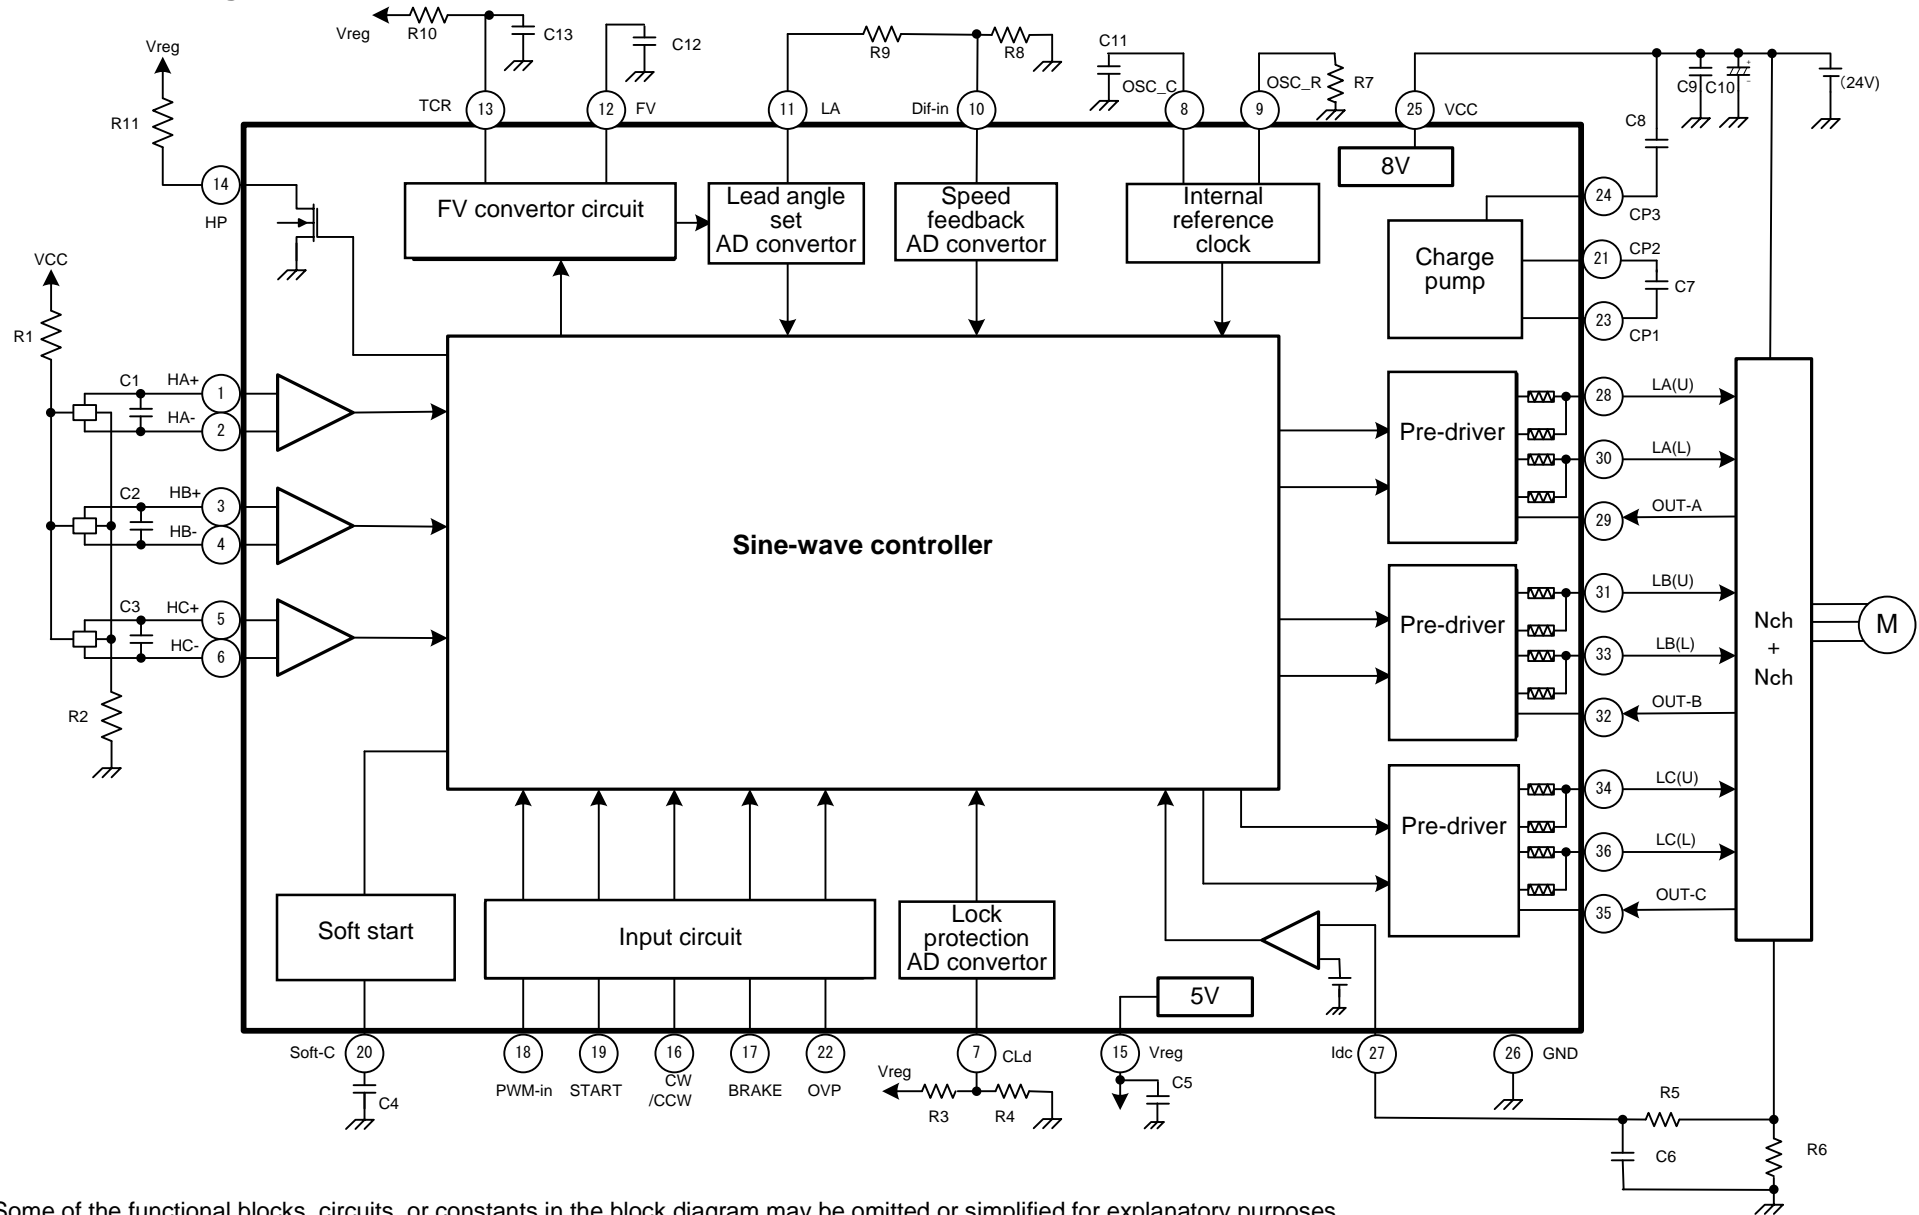 Vreg
R10
C13
C12
R9
R8
C11
OSC_C
OSC_R
R7
C9
C10
+
-
(24V)
Vreg
R11
TCR
13
12
FV
11
LA
Dif-in
10
8
9
25
VCC
C8
14
HP
FV convertor circuit
Lead angle
set
AD convertor
Speed
feedback
AD convertor
Internal
reference
clock
8V
24
CP3
Charge
pump
CP2
21
C7
23
CP1
VCC
R1
C1
HA+
1
HA-
2
C2
HB+
3
HB-
4
C3
HC+
5
HC-
6
R2
Sine-wave controller
Pre-driver
28
LA(U)
30
LA(L)
29
OUT-A
Pre-driver
31
LB(U)
33
LB(L)
32
OUT-B
Pre-driver
34
LC(U)
36
LC(L)
35
OUT-C
Nch
+
Nch
M
Soft start
Input circuit
Lock
protection
AD convertor
5V
Soft-C
20
C4
18
PWM-in
19
START
16
CW
/CCW
17
BRAKE
22
OVP
7
CLd
Vreg
R3
R4
15
Vreg
C5
Idc
27
26
GND
R5
C6
R6
Some of the functional blocks, circuits, or constants in the block diagram may be omitted or simplified for explanatory purposes